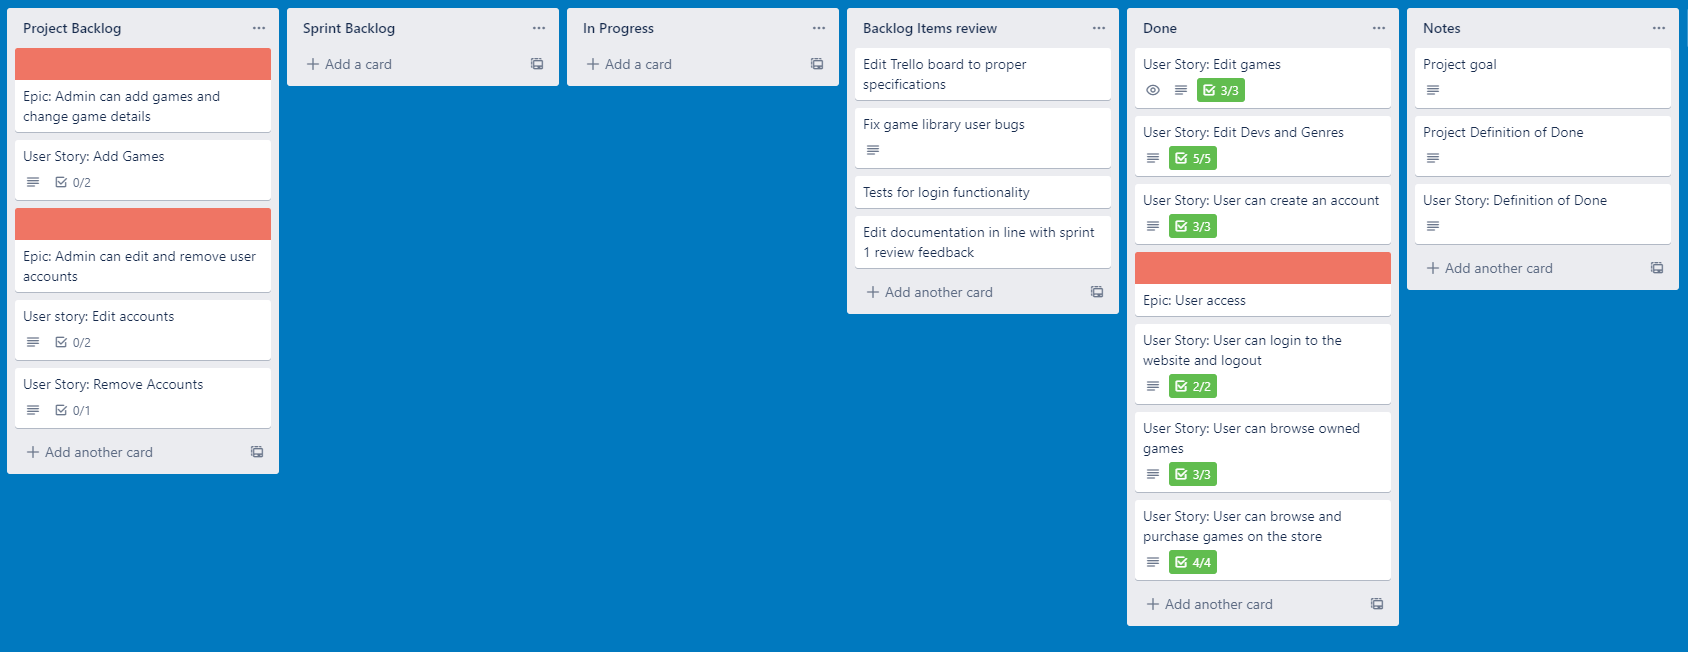 Project Backlog
Epic: Admin can add games and
change game details
User Story: Add Games
0/2
Epic: Admin can edit and remove user
accounts
User story: Edit accounts
0/2
User Story: Remove Accounts
0/1
Add another card
Sprint Backlog
Add a card
In Progress
Add a card
Backlog Items review
Edit Trello board to proper
specifications
Fix game library user bugs
Tests for login functionality
Edit documentation in line with sprint
1 review feedback
Add another card
Done
User Story: Edit games
3/3
User Story: Edit Devs and Genres
5/5
User Story: User can create an account
3/3
Epic: User access
User Story: User can login to the
website and logout
2/2
User Story: User can browse owned
games
3/3
User Story: User can browse and
purchase games on the store
4/4
Add another card
Notes
Project goal
Project Definition of Done
User Story: Definition of Done
Add another card